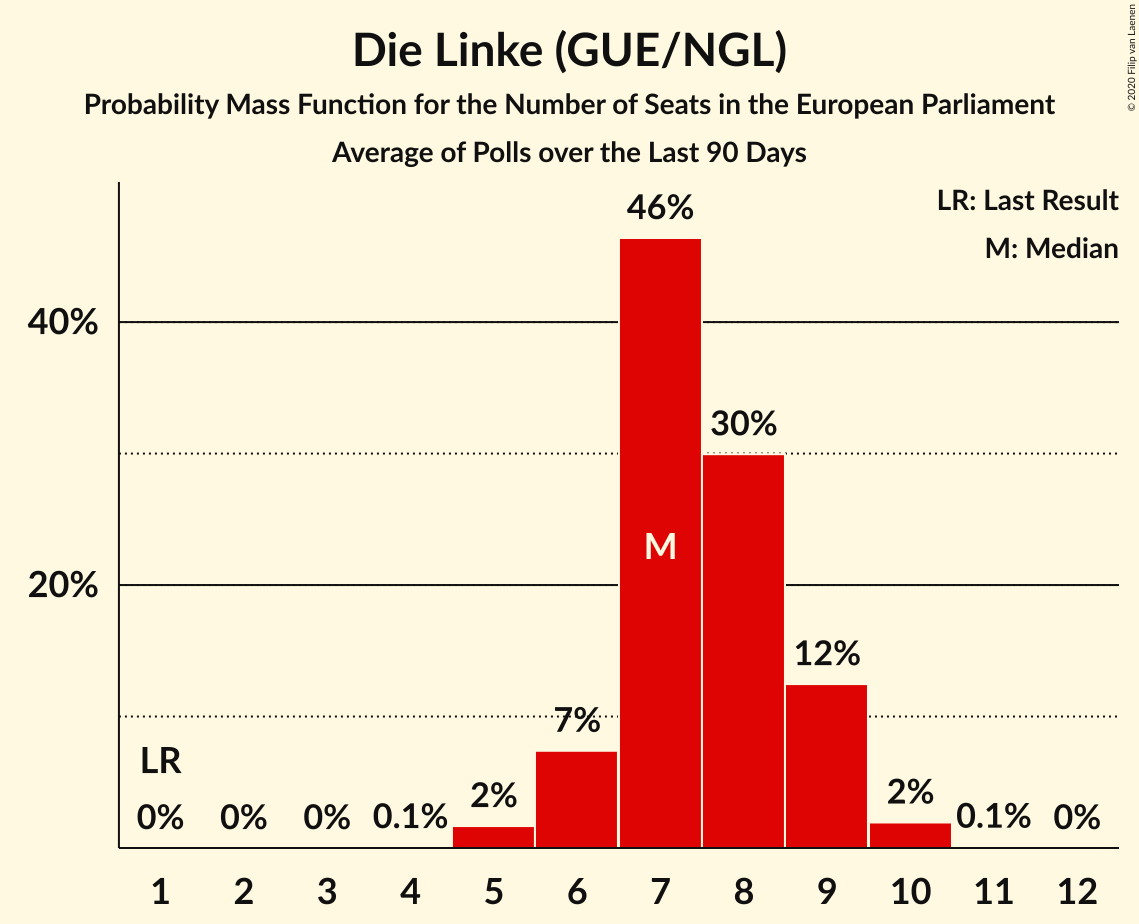 Die Linke (GUE/NGL)
Probability Mass Function for the Number of Seats in the European Parliament
Average of Polls over the Last 90 Days
© 2020 Filip van Laenen
LR: Last Result
M: Median
46%
40%
30%
M
20%
12%
7%
LR
0% 0% 0% 0.1% 2% 2% 0.1% 0%
1 2 3 4 5 6 7 8 9 10 11 12